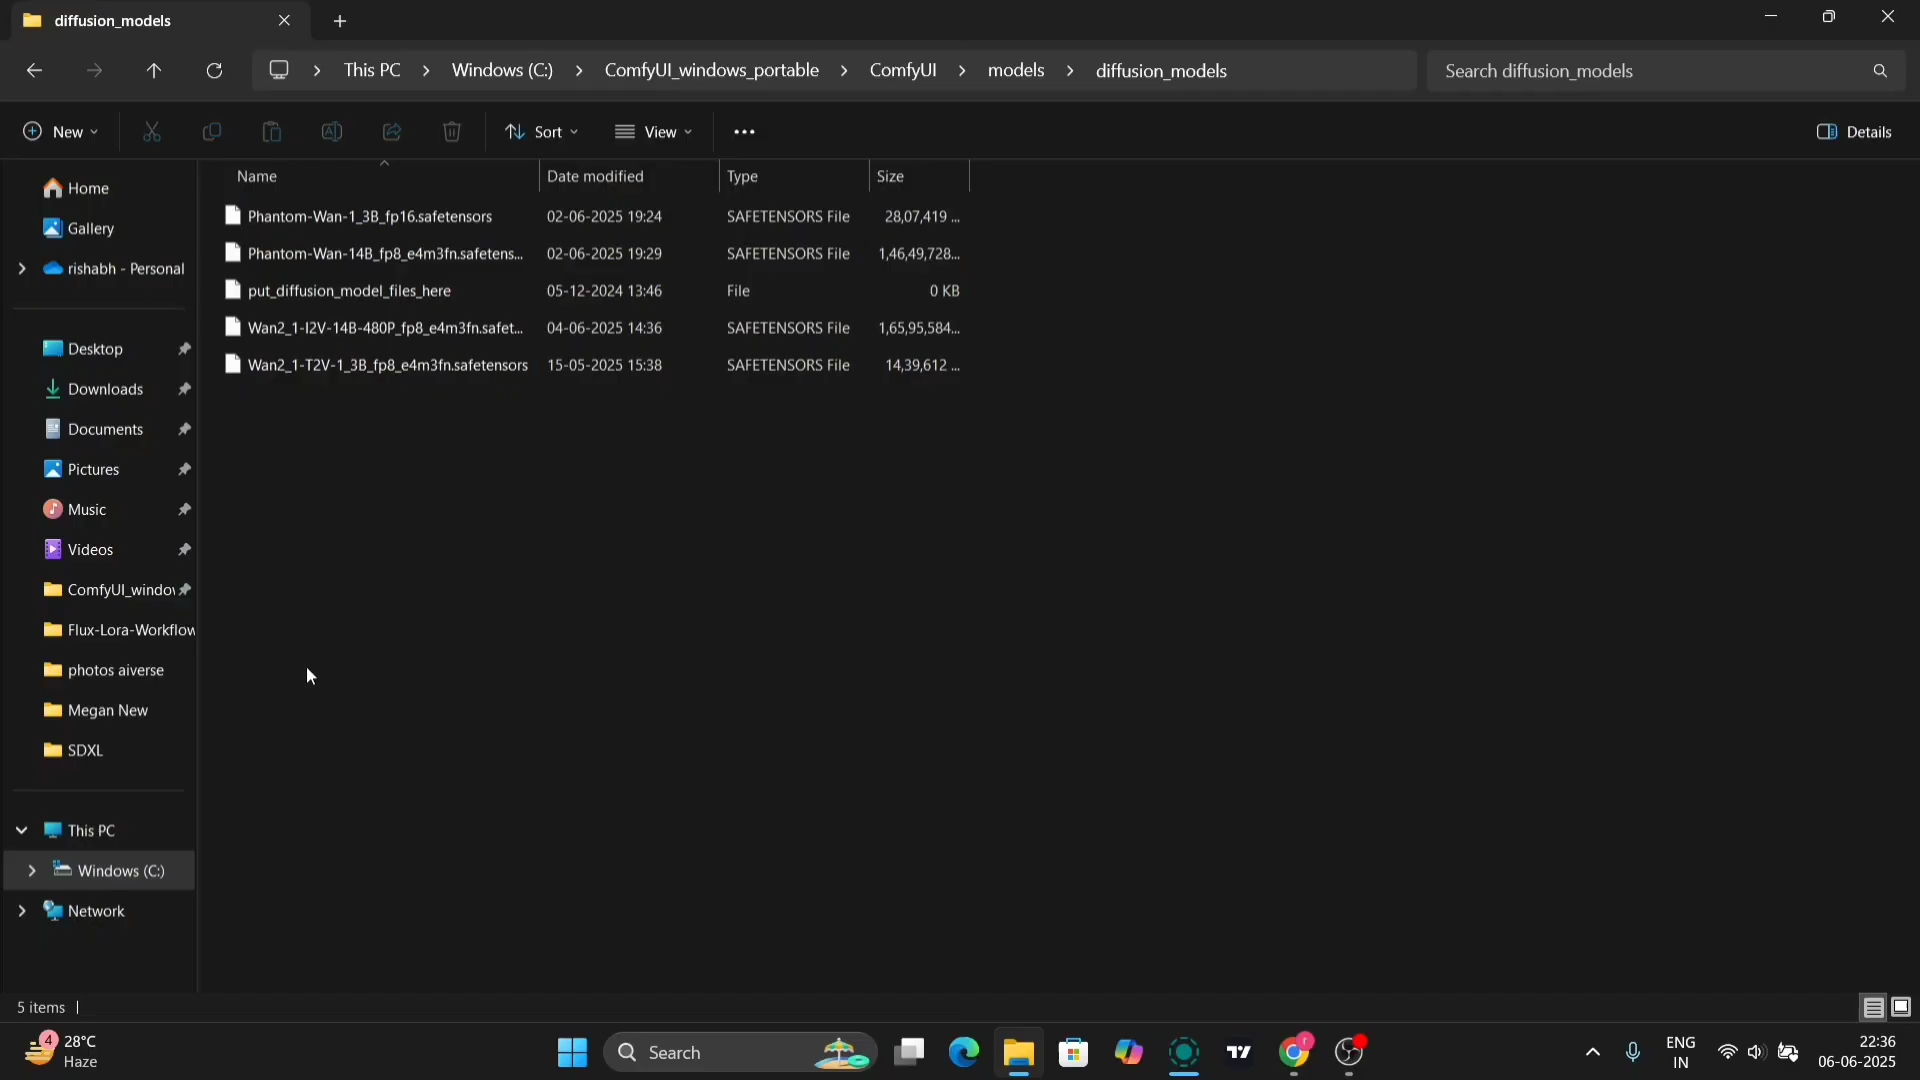 diffusion_models
This PC > Windows (C:) > ComfyUI_windows_portable > ComfyUI > models > diffusion_models
Search diffusion_models
New
Sort
View
Details
Name Date modified Type Size
Phantom-Wan-1_3B_fp16.safetensors 02-06-2025 19:24 SAFETENSORS File 28,07,419 ...
Phantom-Wan-14B_fp8_e4m3fn.safetens... 02-06-2025 19:29 SAFETENSORS File 1,46,49,728...
put_diffusion_model_files_here 05-12-2024 13:46 File 0 KB
Wan2_1-I2V-14B-480P_fp8_e4m3fn.safet... 04-06-2025 14:36 SAFETENSORS File 1,65,95,584...
Wan2_1-T2V-1_3B_fp8_e4m3fn.safetensors 15-05-2025 15:38 SAFETENSORS File 14,39,612 ...
Home
Gallery
rishabh - Personal
Desktop
Downloads
Documents
Pictures
Music
Videos
ComfyUI_window
Flux-Lora-Workflow
photos aiverse
Megan New
SDXL
This PC
Windows (C:)
Network
5 items
4
28°C
Haze
Search
r
ENG
IN
22:36
06-06-2025